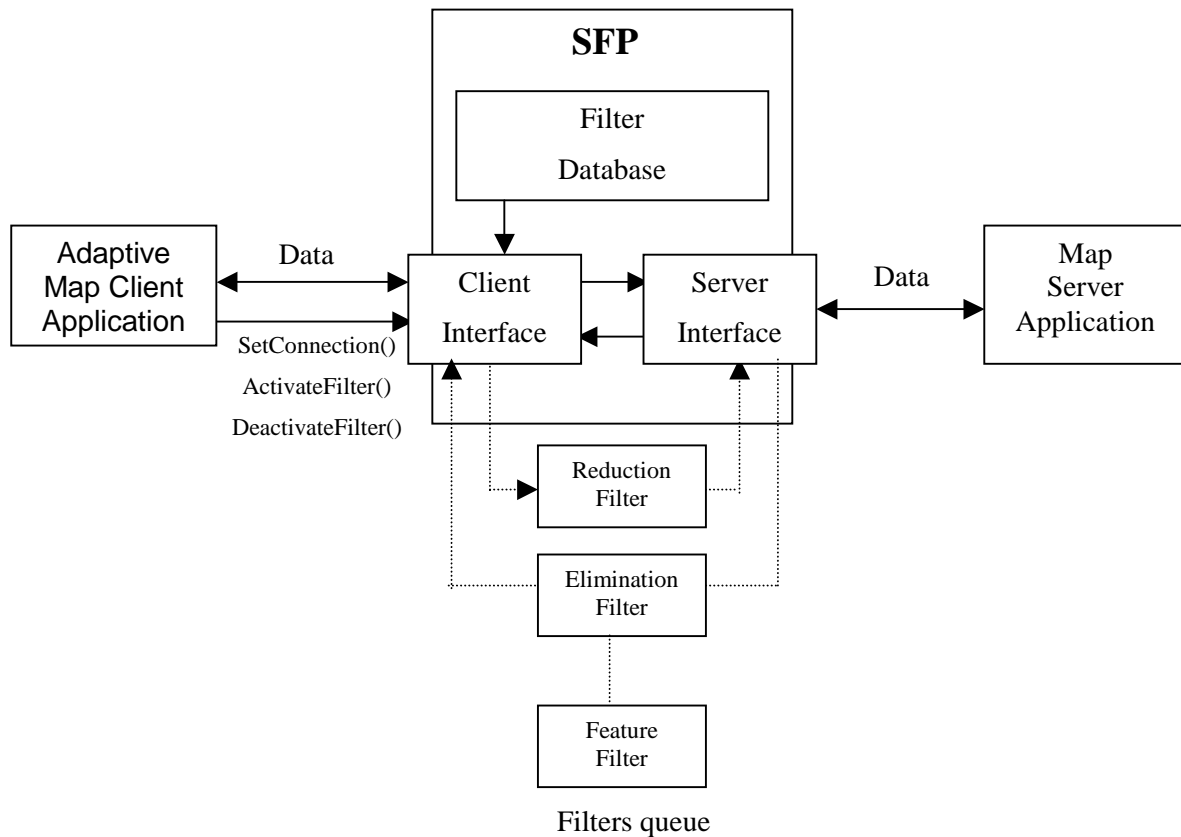 SFP
Filter
Database
Adaptive
Map Client
Application
Data
SetConnection()
ActivateFilter()
DeactivateFilter()
Client
Interface
Server
Interface
Data
Map
Server
Application
Reduction
Filter
Elimination
Filter
Feature
Filter
Filters queue